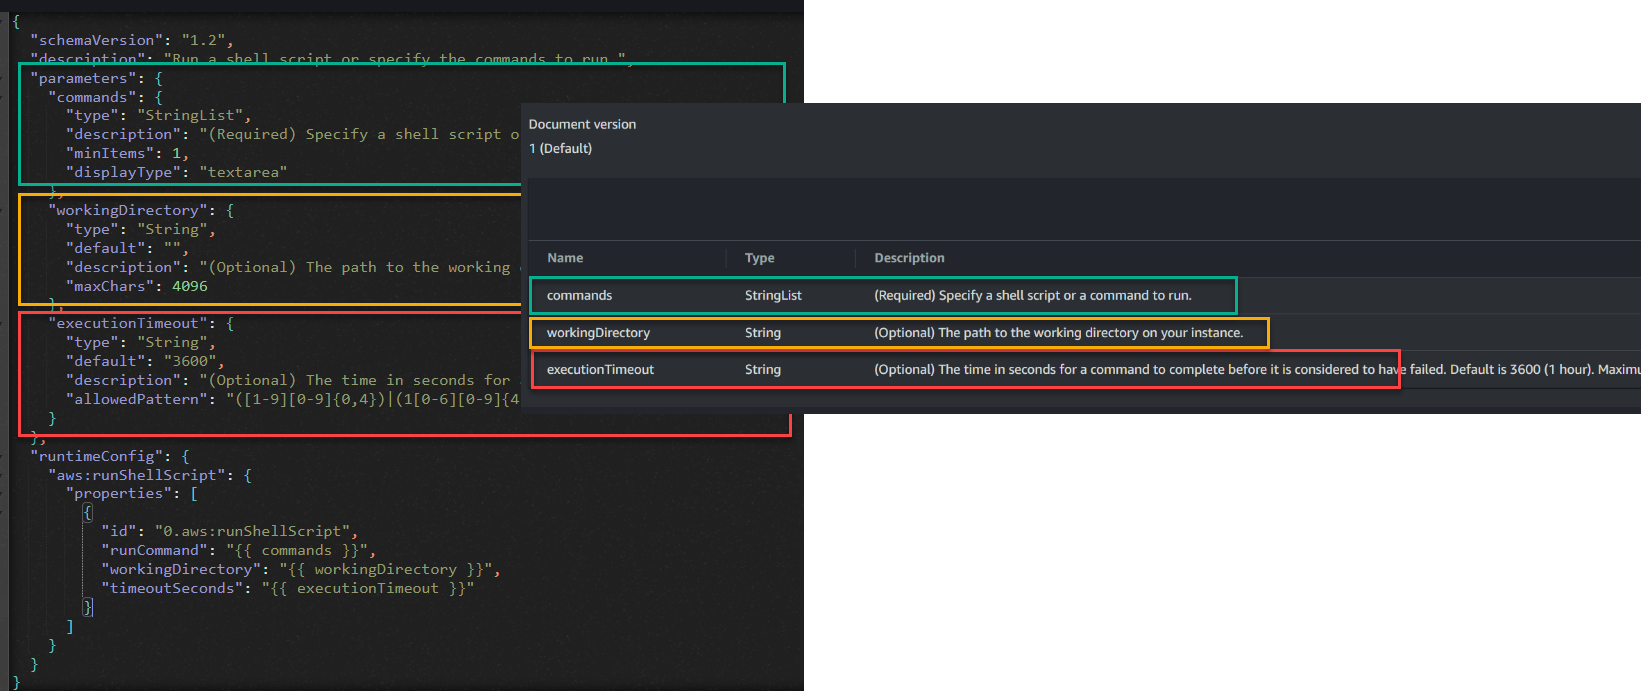 {
"schemaVersion": "1.2",
"description": "Run a shell script or specify the commands to run.",
"parameters": {
"commands": {
"type": "StringList",
"description": "(Required) Specify a shell script o
"minItems": 1,
"displayType": "textarea"
},
"workingDirectory": {
"type": "String",
"default": "",
"description": "(Optional) The path to the working
"maxChars": 4096
},
"executionTimeout": {
"type": "String",
"default": "3600",
"description": "(Optional) The time in seconds for
"allowedPattern": "([1-9][0-9]{0,4})|(1[0-6][0-9]{4
}
},
"runtimeConfig": {
"aws:runShellScript": {
"properties": [
{
"id": "0.aws:runShellScript",
"runCommand": "{{ commands }}",
"workingDirectory": "{{ workingDirectory }}",
"timeoutSeconds": "{{ executionTimeout }}"
}
]
}
}
}
Document version
1 (Default)
Name Type Description
commands StringList (Required) Specify a shell script or a command to run.
workingDirectory String (Optional) The path to the working directory on your instance.
executionTimeout String (Optional) The time in seconds for a command to complete before it is considered to have failed. Default is 3600 (1 hour). Maximu